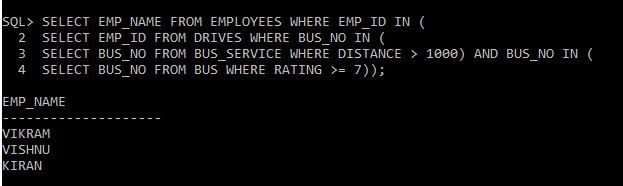 SQL> SELECT EMP_NAME FROM EMPLOYEES WHERE EMP_ID IN (
  2  SELECT EMP_ID FROM DRIVES WHERE BUS_NO IN (
  3  SELECT BUS_NO FROM BUS_SERVICE WHERE DISTANCE > 1000) AND BUS_NO IN (
  4  SELECT BUS_NO FROM BUS WHERE RATING >= 7));
EMP_NAME
--------------------
VIKRAM
VISHNU
KIRAN